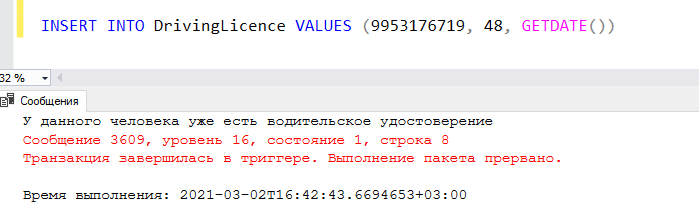 INSERT INTO DrivingLicence VALUES (9953176719, 48, GETDATE())
32 %
Сообщения
У данного человека уже есть водительское удостоверение
Сообщение 3609, уровень 16, состояние 1, строка 8
Транзакция завершилась в триггере. Выполнение пакета прервано.
Время выполнения: 2021-03-02T16:42:43.6694653+03:00